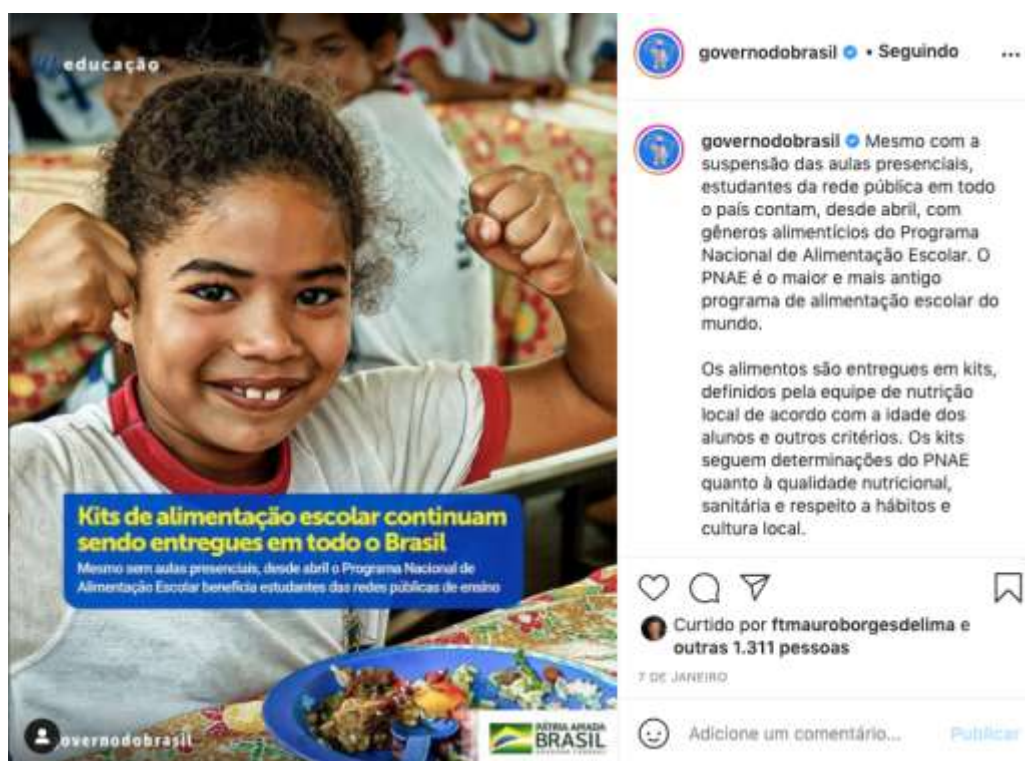 educação
Kits de alimentação escolar continuam
sendo entregues em todo o Brasil
Mesmo sem aulas presenciais, desde abril o Programa Nacional de
Alimentação Escolar beneficia estudantes das redes públicas de ensino
overnodobrasil
PÁTRIA AMADA
BRASIL
governodobrasil • Seguindo ...
governodobrasil Mesmo com a
suspensão das aulas presenciais,
estudantes da rede pública em todo
o país contam, desde abril, com
gêneros alimentícios do Programa
Nacional de Alimentação Escolar. O
PNAE é o maior e mais antigo
programa de alimentação escolar do
mundo.
Os alimentos são entregues em kits,
definidos pela equipe de nutrição
local de acordo com a idade dos
alunos e outros critérios. Os kits
seguem determinações do PNAE
quanto à qualidade nutricional,
sanitária e respeito a hábitos e
cultura local.
Curtido por ftmauroborgesdelima e
outras 1.311 pessoas
7 DE JANEIRO
Adicione um comentário... Publicar